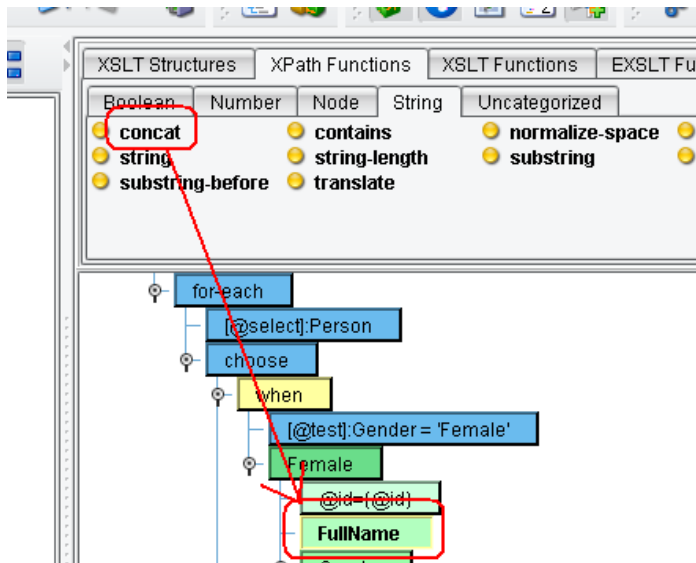 XSLT Structures XPath Functions XSLT Functions EXSLT Fu
Boolean Number Node String Uncategorized
concat contains normalize-space
string string-length substring
substring-before translate
for-each
[@select]:Person
choose
when
[@test]:Gender = 'Female'
Female
@id={@id}
FullName